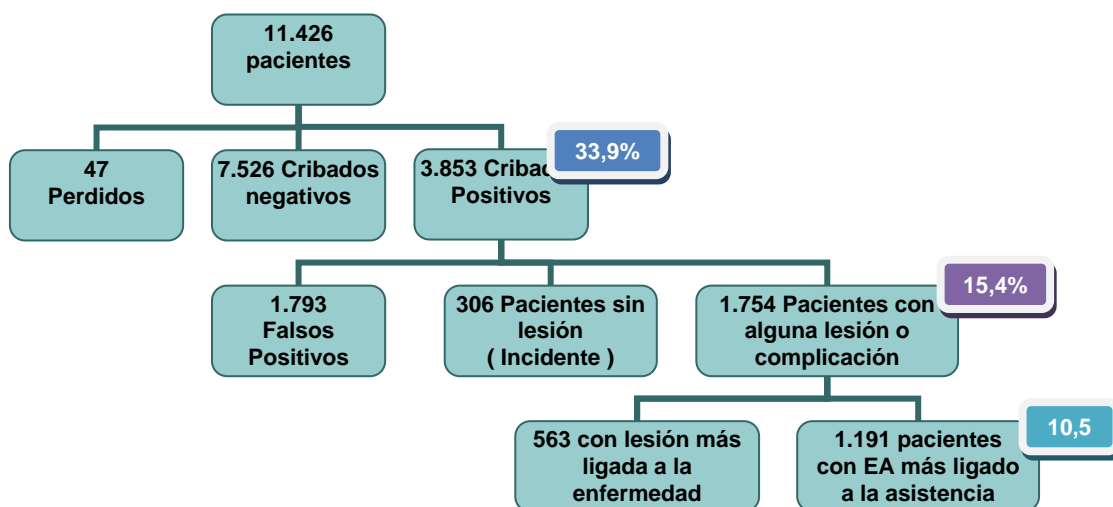 11.426
pacientes
33,9%
47
Perdidos
7.526 Cribados
negativos
3.853 Criba
Positivos
15,4%
1.793
Falsos
Positivos
306 Pacientes sin
lesión
( Incidente )
1.754 Pacientes con
alguna lesión o
complicación
10,5
563 con lesión más
ligada a la
enfermedad
1.191 pacientes
con EA más ligado
a la asistencia